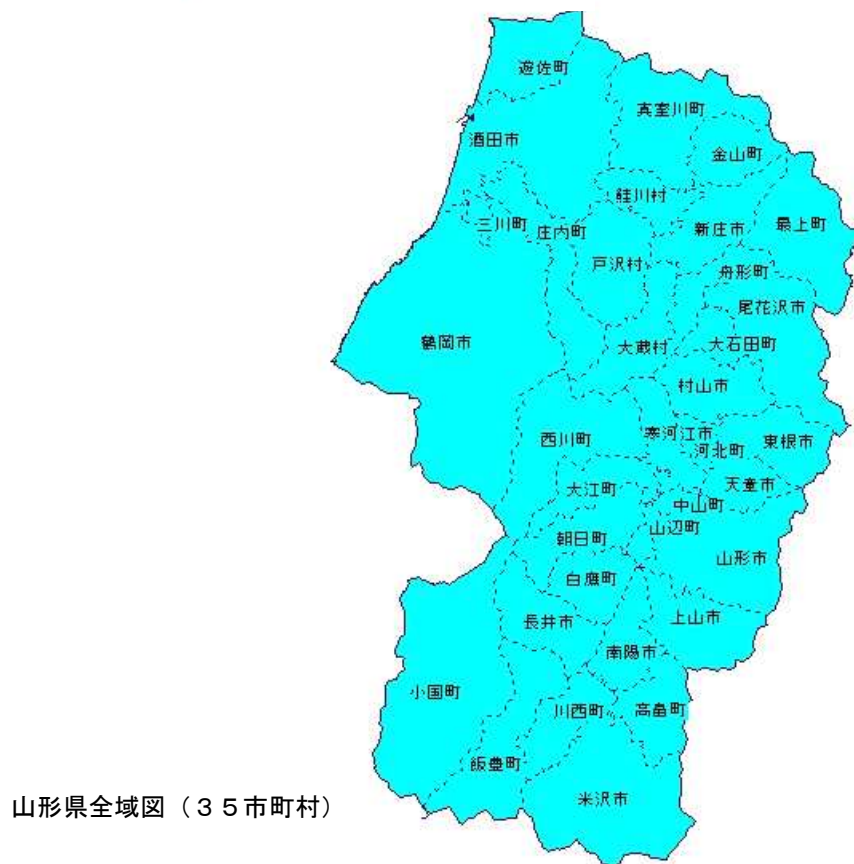 遊佐町
真室川町
酒田市
金山町
鮭川村
三川町
庄内町
新庄市
最上町
戸沢村
舟形町
尾花沢市
鶴岡市
大蔵村
大石田町
村山市
西川町
寒河江市
河北町
東根市
大江町
天童市
中山町
山辺町
朝日町
山形市
白鷹町
長井市
上山市
南陽市
小国町
川西町
高畠町
飯豊町
米沢市
山形県全域図（３５市町村）